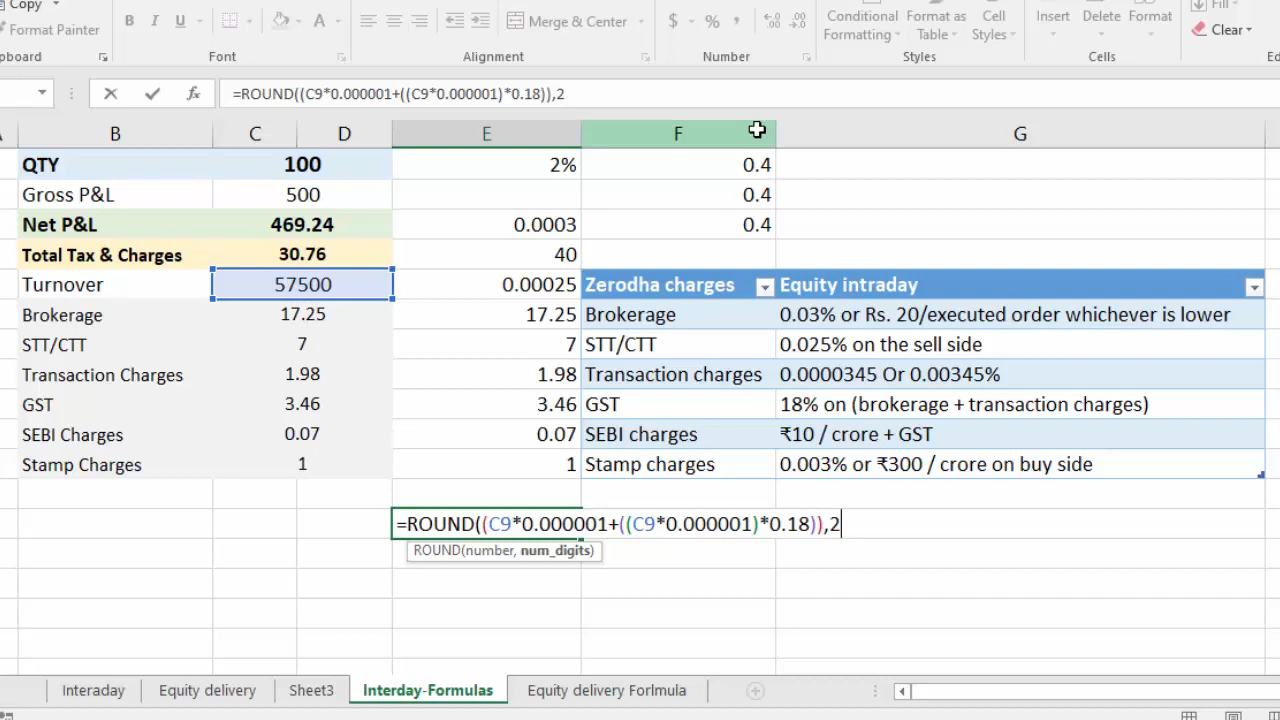 Copy
Fill
Format Painter
B I U A
Merge & Center
$ % ,
Conditional Formatting
Format as Table
Cell Styles
Insert Delete Format
Clear
pboard Font Alignment Number Styles Cells Ed
fx =ROUND((C9*0.000001+((C9*0.000001)*0.18)),2
A B C D E F G
QTY 100 2% 0.4
Gross P&L 500 0.4
Net P&L 469.24 0.0003 0.4
Total Tax & Charges 30.76 40
Turnover 57500 0.00025 Zerodha charges Equity intraday
Brokerage 17.25 17.25 Brokerage 0.03% or Rs. 20/executed order whichever is lower
STT/CTT 7 7 STT/CTT 0.025% on the sell side
Transaction Charges 1.98 1.98 Transaction charges 0.0000345 Or 0.00345%
GST 3.46 3.46 GST 18% on (brokerage + transaction charges)
SEBI Charges 0.07 0.07 SEBI charges ₹10 / crore + GST
Stamp Charges 1 1 Stamp charges 0.003% or ₹300 / crore on buy side
=ROUND((C9*0.000001+((C9*0.000001)*0.18)),2
ROUND(number, num_digits)
Interaday Equity delivery Sheet3 Interday-Formulas Equity delivery Forlmula